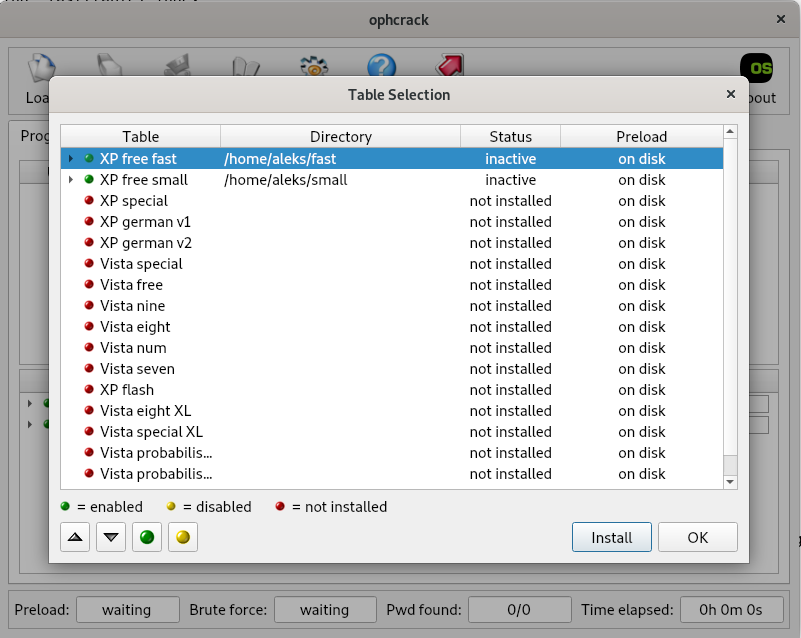 ophcrack
Loa
OS
bout
Prog
Table Selection
Table Directory Status Preload
XP free fast /home/aleks/fast inactive on disk
XP free small /home/aleks/small inactive on disk
XP special not installed on disk
XP german v1 not installed on disk
XP german v2 not installed on disk
Vista special not installed on disk
Vista free not installed on disk
Vista nine not installed on disk
Vista eight not installed on disk
Vista num not installed on disk
Vista seven not installed on disk
XP flash not installed on disk
Vista eight XL not installed on disk
Vista special XL not installed on disk
Vista probabilis... not installed on disk
Vista probabilis... not installed on disk
= enabled = disabled = not installed
Install OK
Preload: waiting Brute force: waiting Pwd found: 0/0 Time elapsed: 0h 0m 0s